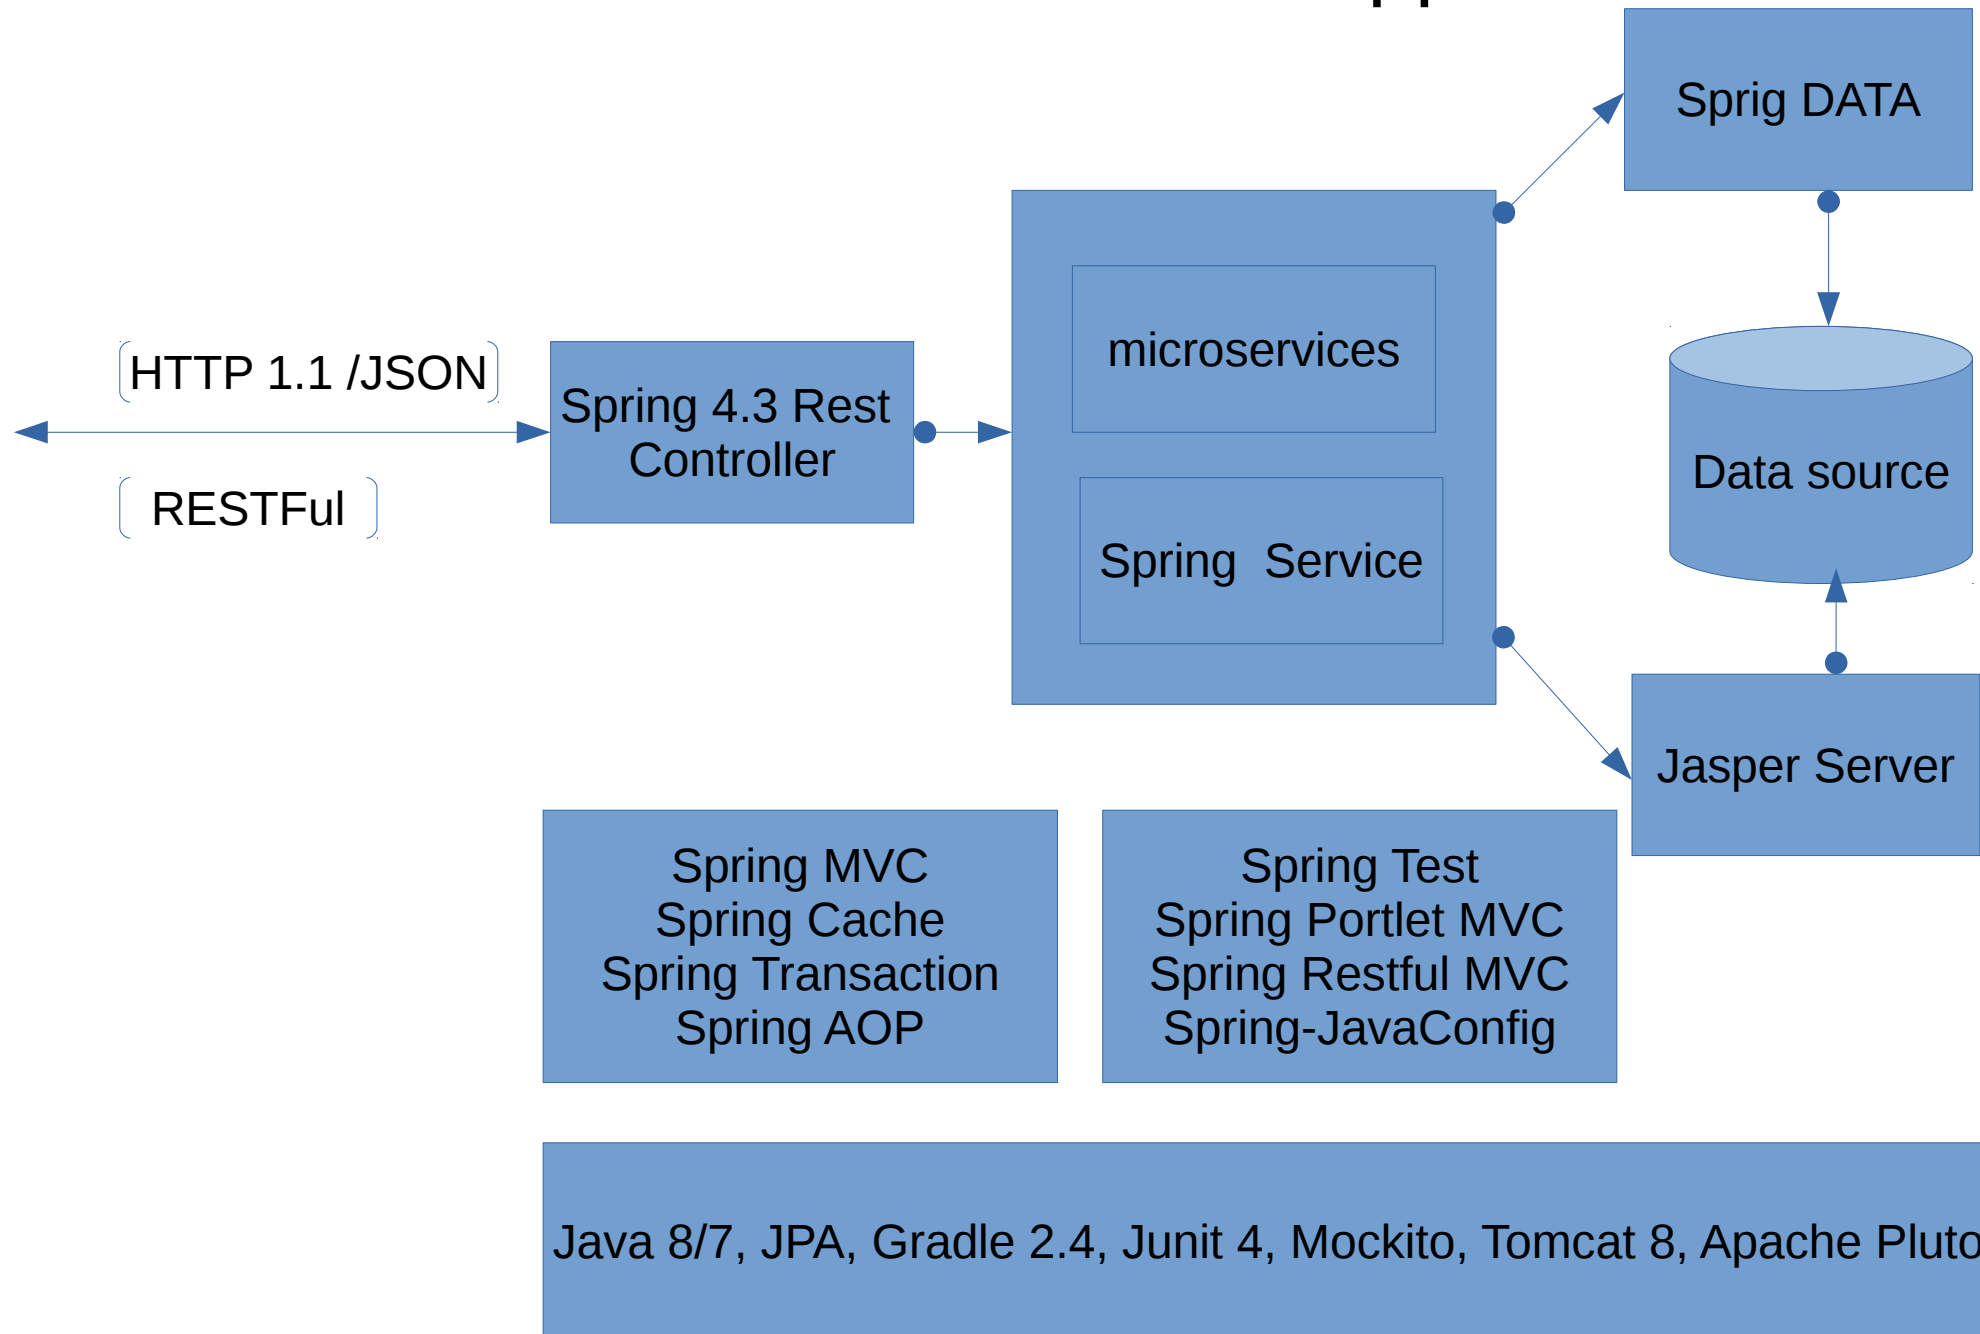 Sprig DATA
HTTP 1.1 /JSON
RESTFul
Spring 4.3 Rest
Controller
microservices
Spring  Service
Data source
Jasper Server
Spring MVC
Spring Cache
Spring Transaction
Spring AOP
Spring Test
Spring Portlet MVC
Spring Restful MVC
Spring-JavaConfig
Java 8/7, JPA, Gradle 2.4, Junit 4, Mockito, Tomcat 8, Apache Pluto